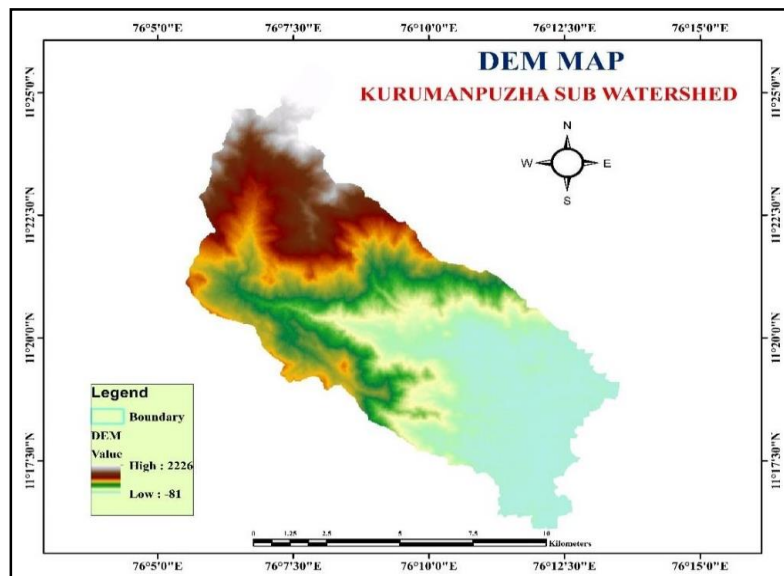 76°5'0"E 76°7'30"E 76°10'0"E 76°12'30"E 76°15'0"E
DEM MAP
KURUMANPUZHA SUB WATERSHED
N
W E
S
11°25'0"N 11°25'0"N
11°22'30"N 11°22'30"N
11°20'0"N 11°20'0"N
11°17'30"N 11°17'30"N
Legend
Boundary
DEM
Value
High : 2226
Low : -81
0 1.25 2.5 5 7.5 10
Kilometers
76°5'0"E 76°7'30"E 76°10'0"E 76°12'30"E 76°15'0"E